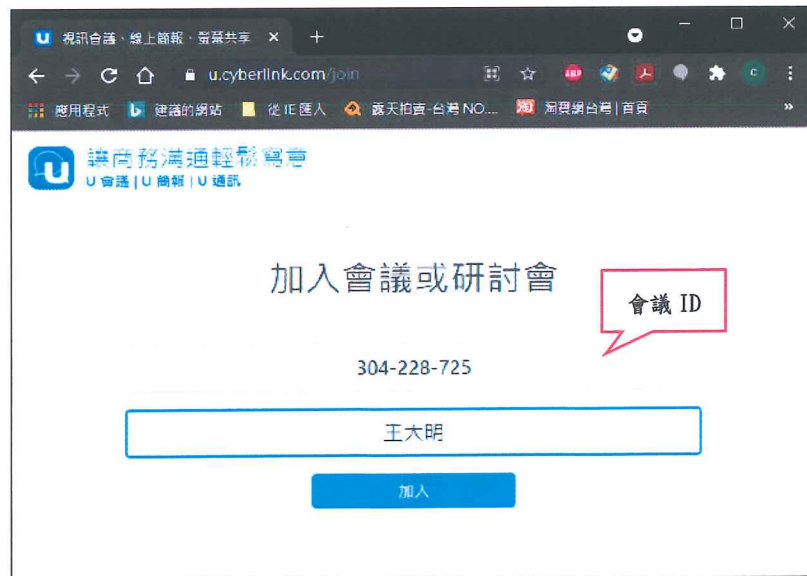 視訊會議、線上簡報、螢幕共享
u.cyberlink.com/join
應用程式 建議的網站 從 IE 匯入 露天拍賣-台灣 NO.... 淘寶網台灣|首頁 »
讓商務溝通輕鬆寫意
U 會議 | U 簡報 | U 通訊
加入會議或研討會
會議 ID
304-228-725
王大明
加入